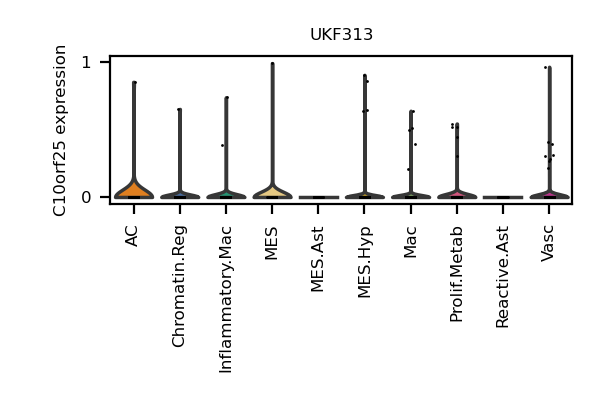 UKF313
C10orf25 expression
1
0
AC
Chromatin.Reg
Inflammatory.Mac
MES
MES.Ast
MES.Hyp
Mac
Prolif.Metab
Reactive.Ast
Vasc